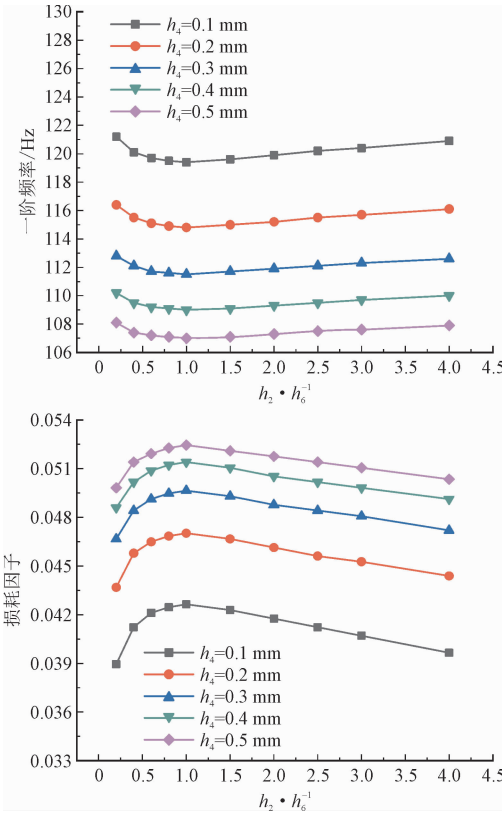 130
128
126
124
122
120
118
116
114
112
110
108
106
一阶频率/Hz
h₄=0.1 mm
h₄=0.2 mm
h₄=0.3 mm
h₄=0.4 mm
h₄=0.5 mm
0 0.5 1.0 1.5 2.0 2.5 3.0 3.5 4.0 4.5
h₂·h₆⁻¹
0.054
0.051
0.048
0.045
0.042
0.039
0.036
0.033
损耗因子
h₄=0.1 mm
h₄=0.2 mm
h₄=0.3 mm
h₄=0.4 mm
h₄=0.5 mm
0 0.5 1.0 1.5 2.0 2.5 3.0 3.5 4.0 4.5
h₂·h₆⁻¹